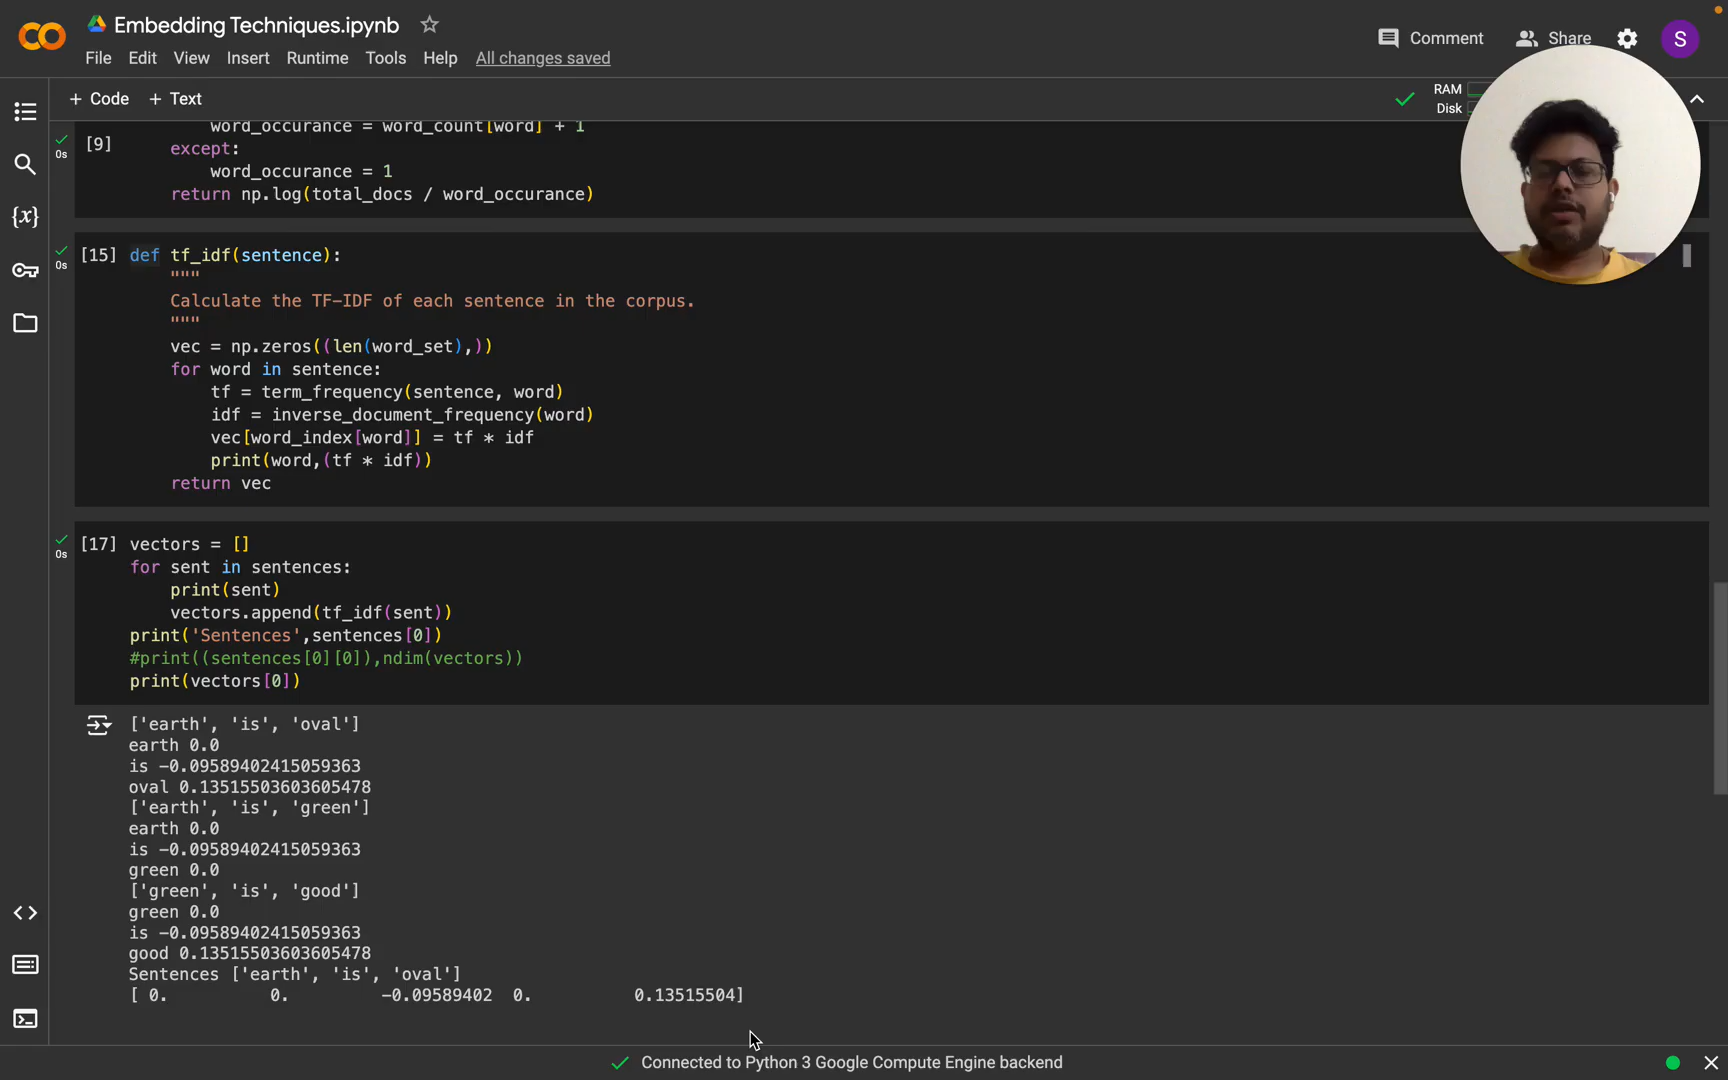 Embedding Techniques.ipynb
Comment
Share
S
File Edit View Insert Runtime Tools Help All changes saved
+ Code + Text
RAM
Disk
word_occurance = word_count[word] + 1
[9] except:
0s
word_occurance = 1
return np.log(total_docs / word_occurance)
[15] def tf_idf(sentence):
0s
"""
Calculate the TF-IDF of each sentence in the corpus.
"""
vec = np.zeros((len(word_set),))
for word in sentence:
tf = term_frequency(sentence, word)
idf = inverse_document_frequency(word)
vec[word_index[word]] = tf * idf
print(word,(tf * idf))
return vec
[17] vectors = []
0s
for sent in sentences:
print(sent)
vectors.append(tf_idf(sent))
print('Sentences',sentences[0])
#print((sentences[0][0]),ndim(vectors))
print(vectors[0])
['earth', 'is', 'oval']
earth 0.0
is -0.09589402415059363
oval 0.13515503603605478
['earth', 'is', 'green']
earth 0.0
is -0.09589402415059363
green 0.0
['green', 'is', 'good']
green 0.0
is -0.09589402415059363
good 0.13515503603605478
Sentences ['earth', 'is', 'oval']
[ 0. 0. -0.09589402 0. 0.13515504]
Connected to Python 3 Google Compute Engine backend